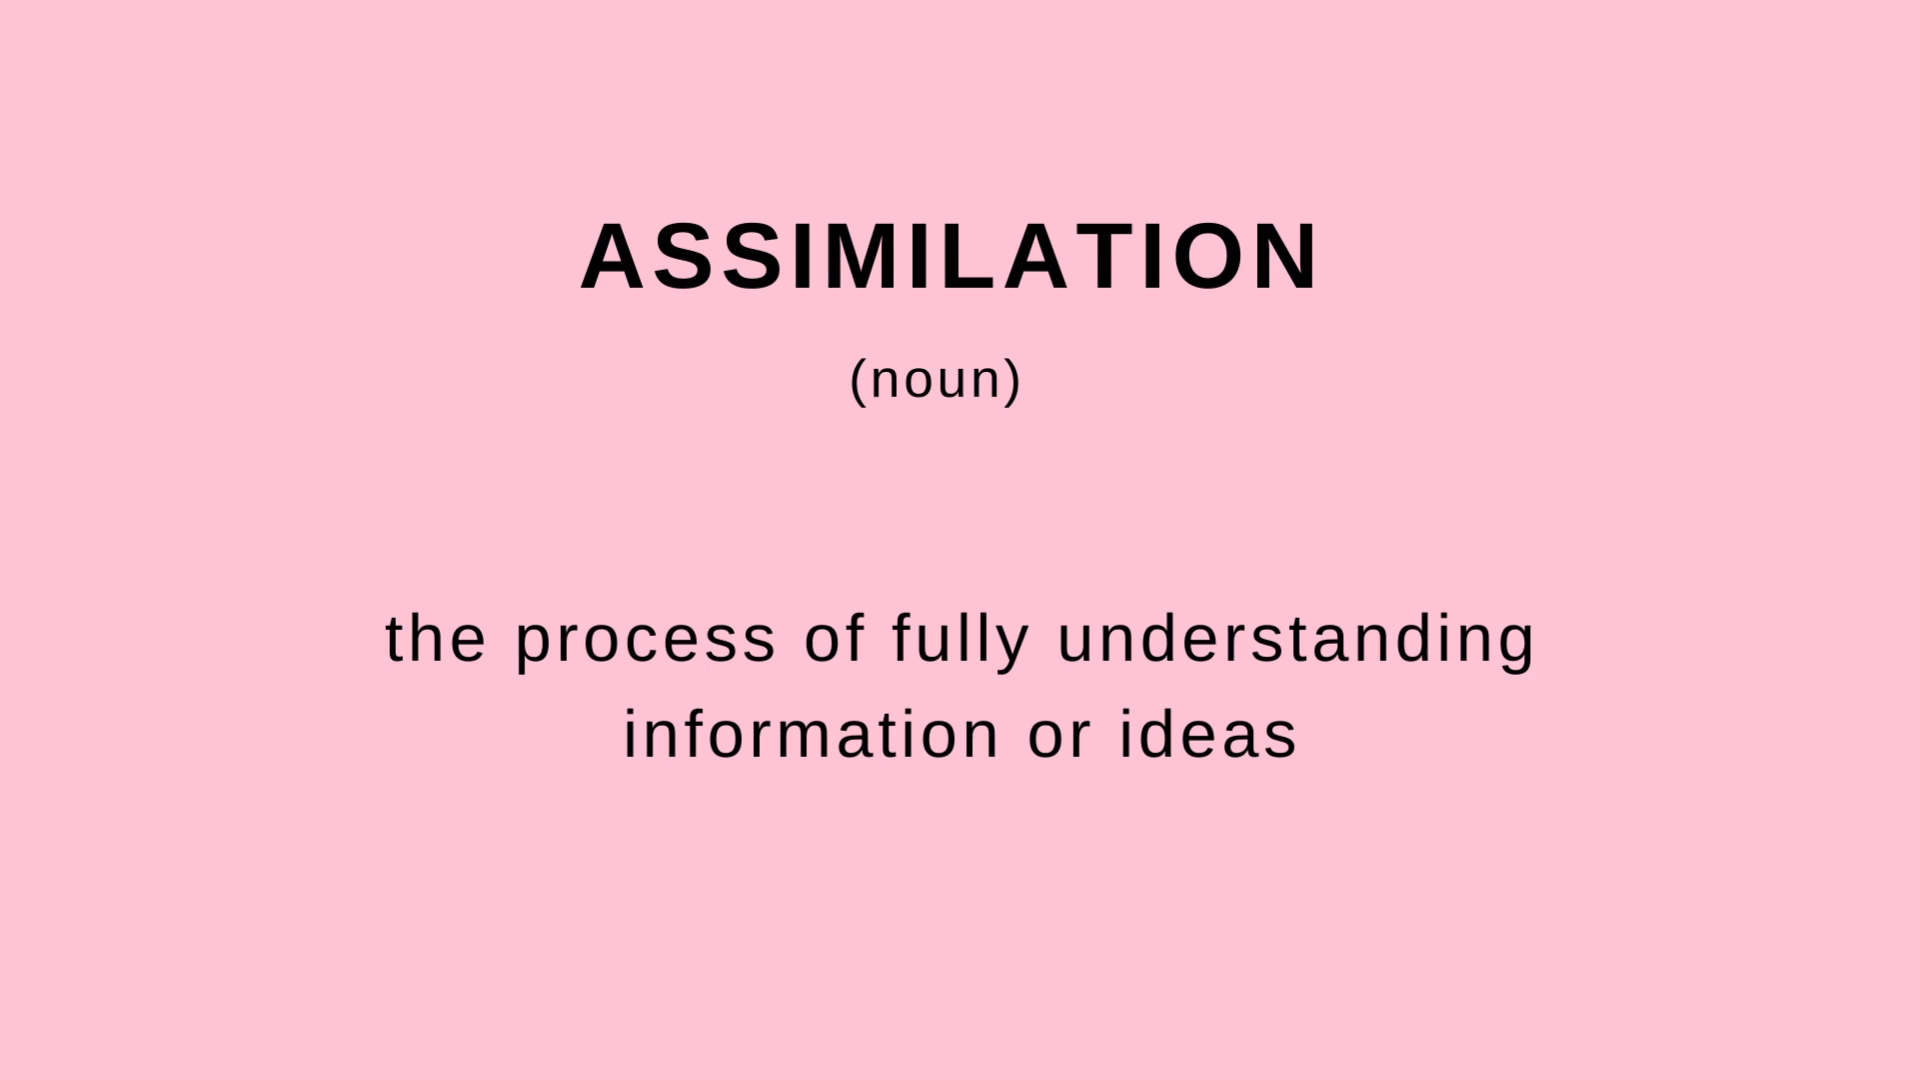 ASSIMILATION
(noun)
the process of fully understanding
information or ideas